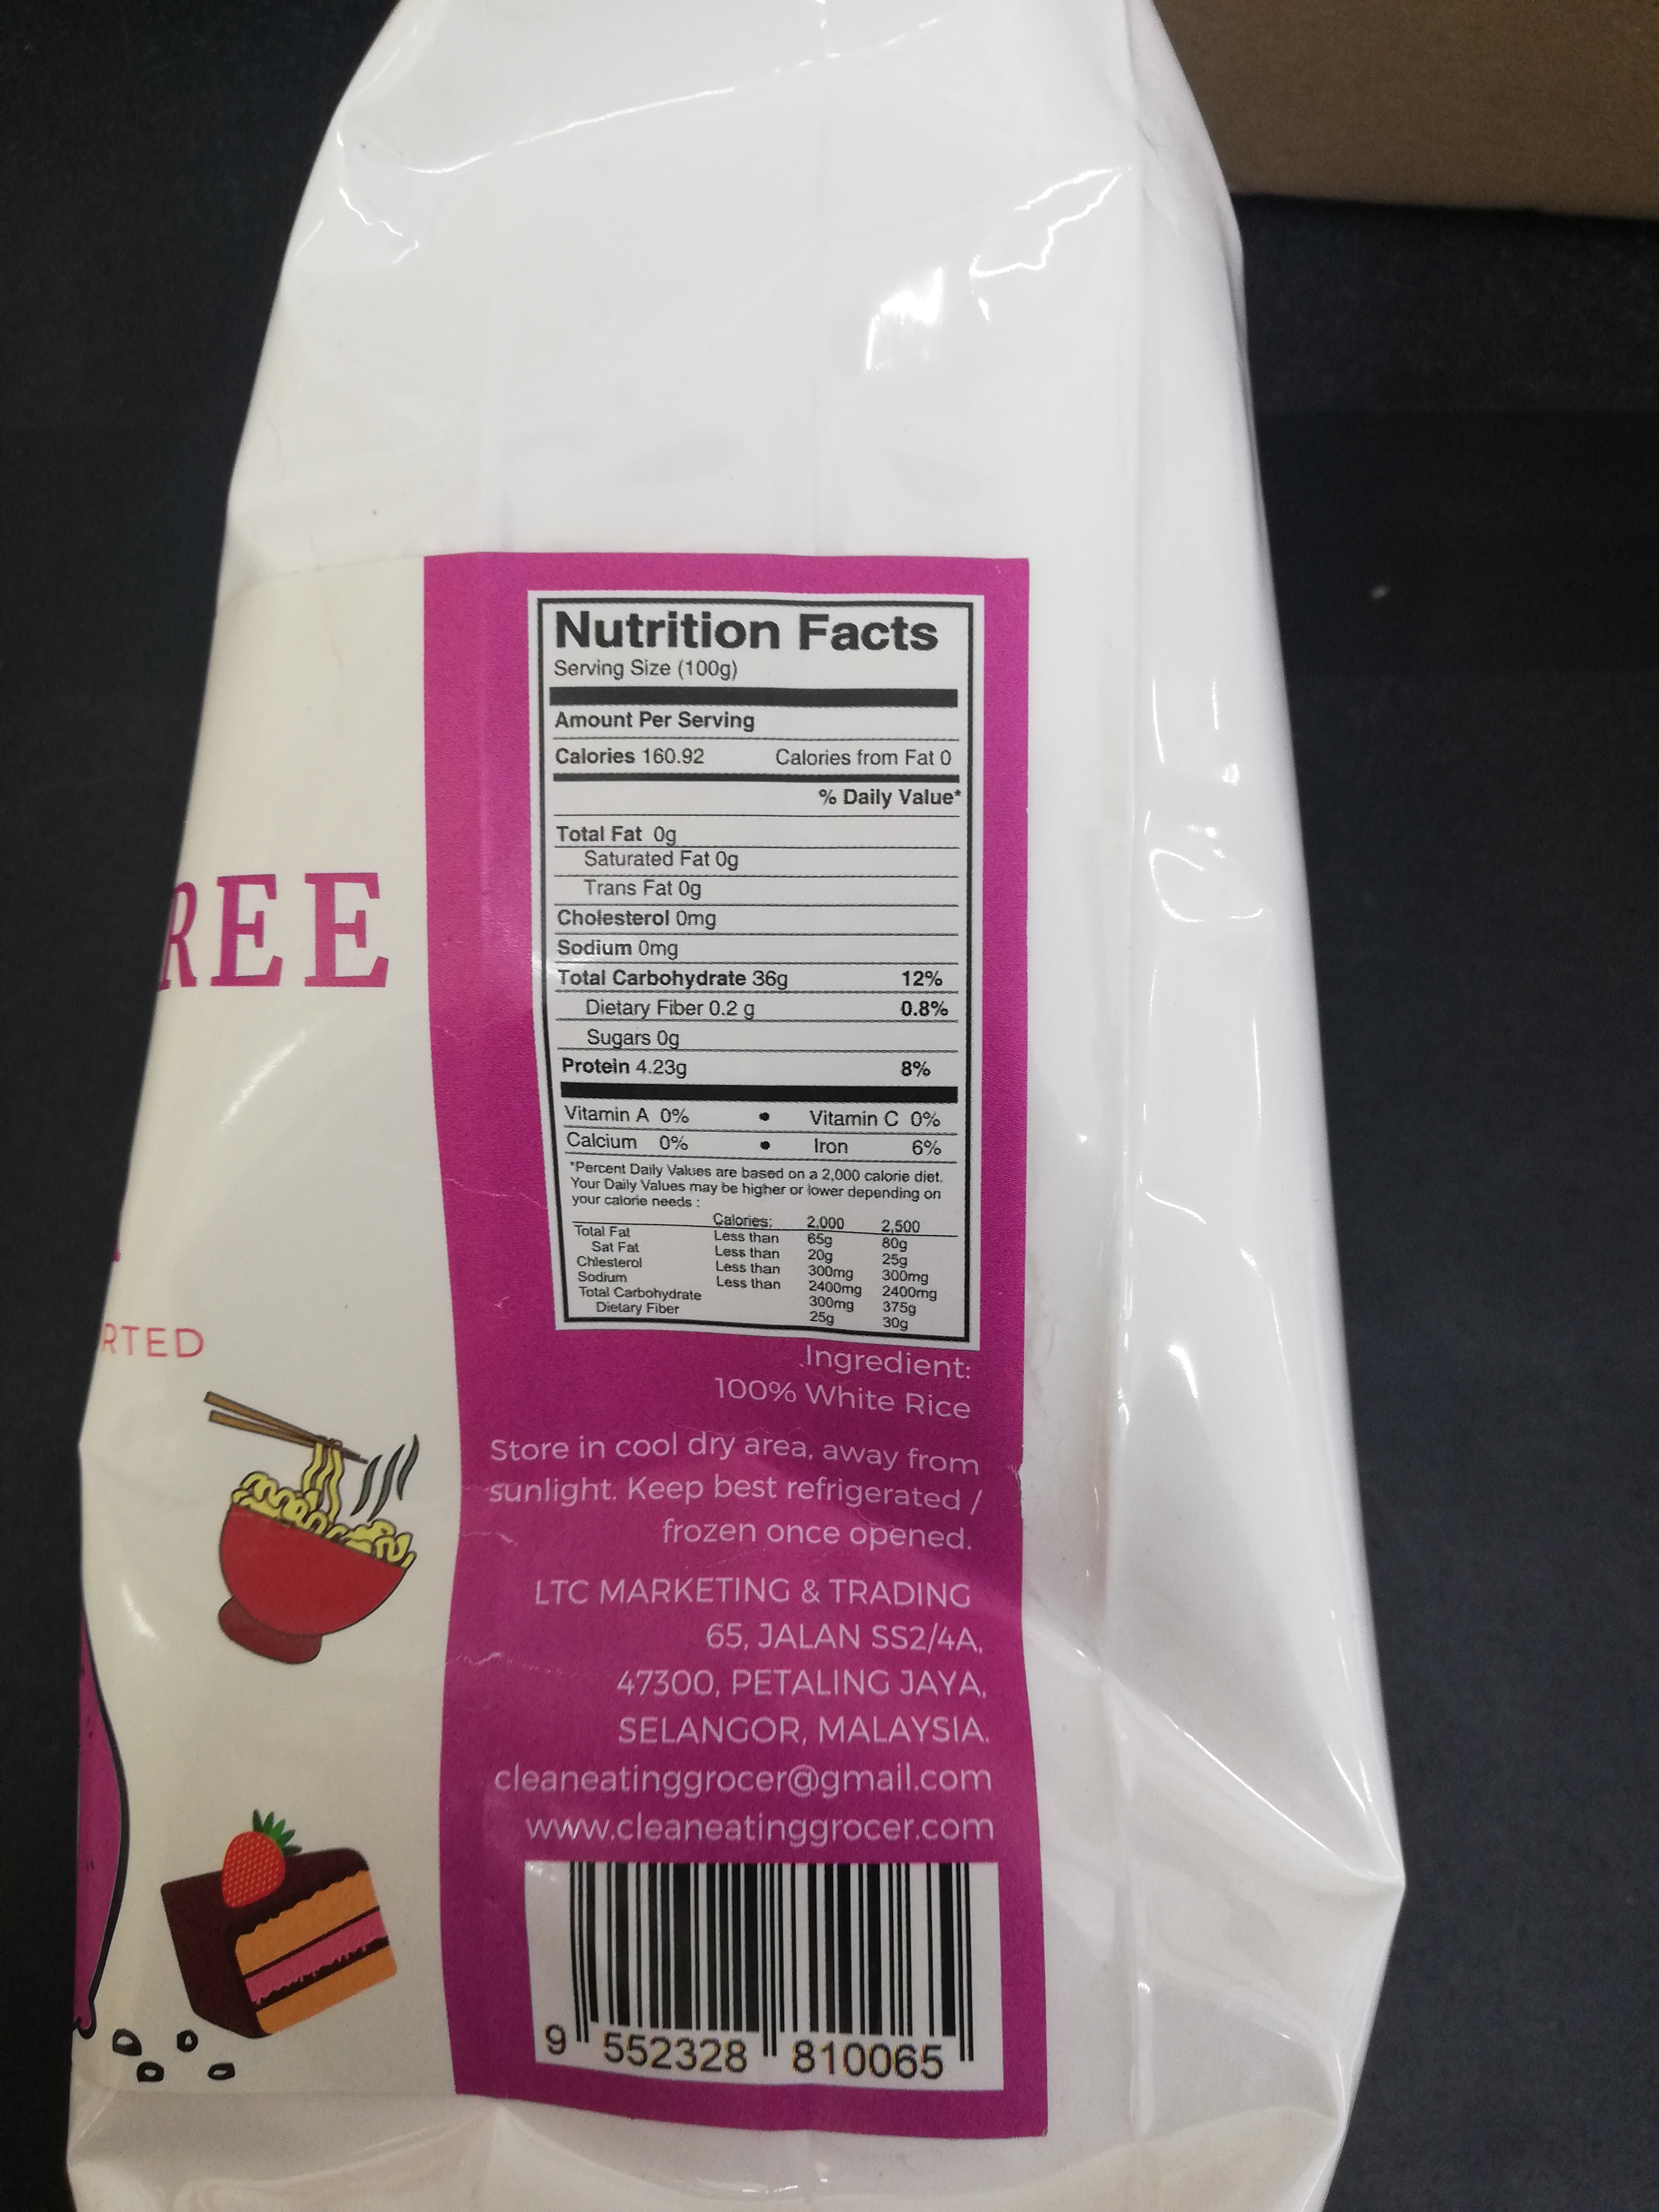 REE
RTED
Nutrition Facts
Serving Size (100g)
Amount Per Serving
Calories 160.92 Calories from Fat 0
% Daily Value*
Total Fat 0g
Saturated Fat 0g
Trans Fat 0g
Cholesterol 0mg
Sodium 0mg
Total Carbohydrate 36g 12%
Dietary Fiber 0.2 g 0.8%
Sugars 0g
Protein 4.23g 8%
Vitamin A 0% • Vitamin C 0%
Calcium 0% • Iron 6%
*Percent Daily Values are based on a 2,000 calorie diet.
Your Daily Values may be higher or lower depending on
your calorie needs :
Calories: 2,000 2,500
Total Fat Less than 65g 80g
Sat Fat Less than 20g 25g
Chlesterol Less than 300mg 300mg
Sodium Less than 2400mg 2400mg
Total Carbohydrate 300mg 375g
Dietary Fiber 25g 30g
Ingredient:
100% White Rice
Store in cool dry area, away from
sunlight. Keep best refrigerated /
frozen once opened.
LTC MARKETING & TRADING
65, JALAN SS2/4A,
47300, PETALING JAYA,
SELANGOR, MALAYSIA.
cleaneatinggrocer@gmail.com
www.cleaneatinggrocer.com
9 552328 810065